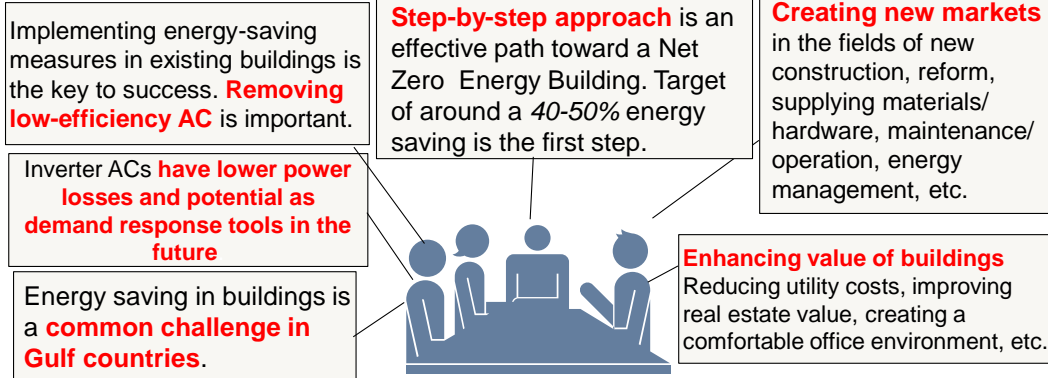 Implementing energy-saving
measures in existing buildings is
the key to success. Removing
low-efficiency AC is important.
Step-by-step approach is an
effective path toward a Net
Zero Energy Building. Target
of around a 40-50% energy
saving is the first step.
Creating new markets
in the fields of new
construction, reform,
supplying materials/
hardware, maintenance/
operation, energy
management, etc.
Inverter ACs have lower power
losses and potential as
demand response tools in the
future
Energy saving in buildings is
a common challenge in
Gulf countries.
Enhancing value of buildings
Reducing utility costs, improving
real estate value, creating a
comfortable office environment, etc.